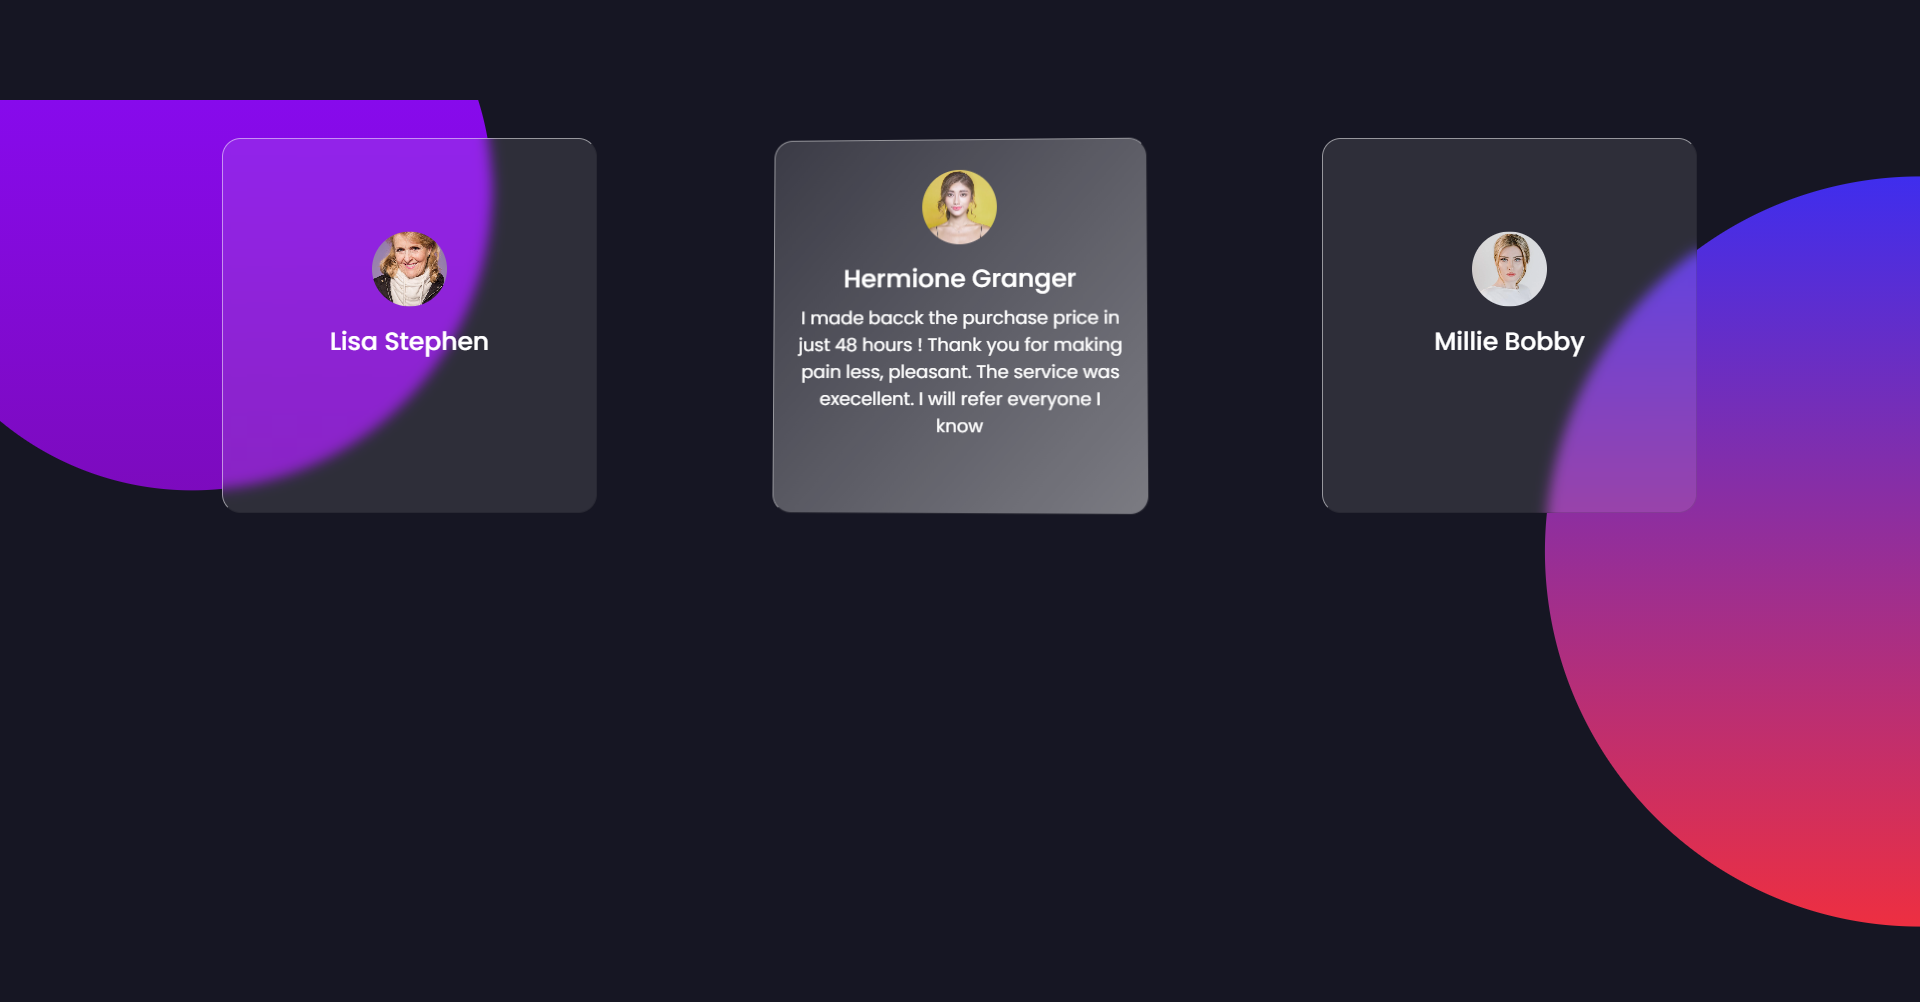 Lisa Stephen
Hermione Granger
I made bacck the purchase price in
just 48 hours ! Thank you for making
pain less, pleasant. The service was
execellent. I will refer everyone I
know
Millie Bobby